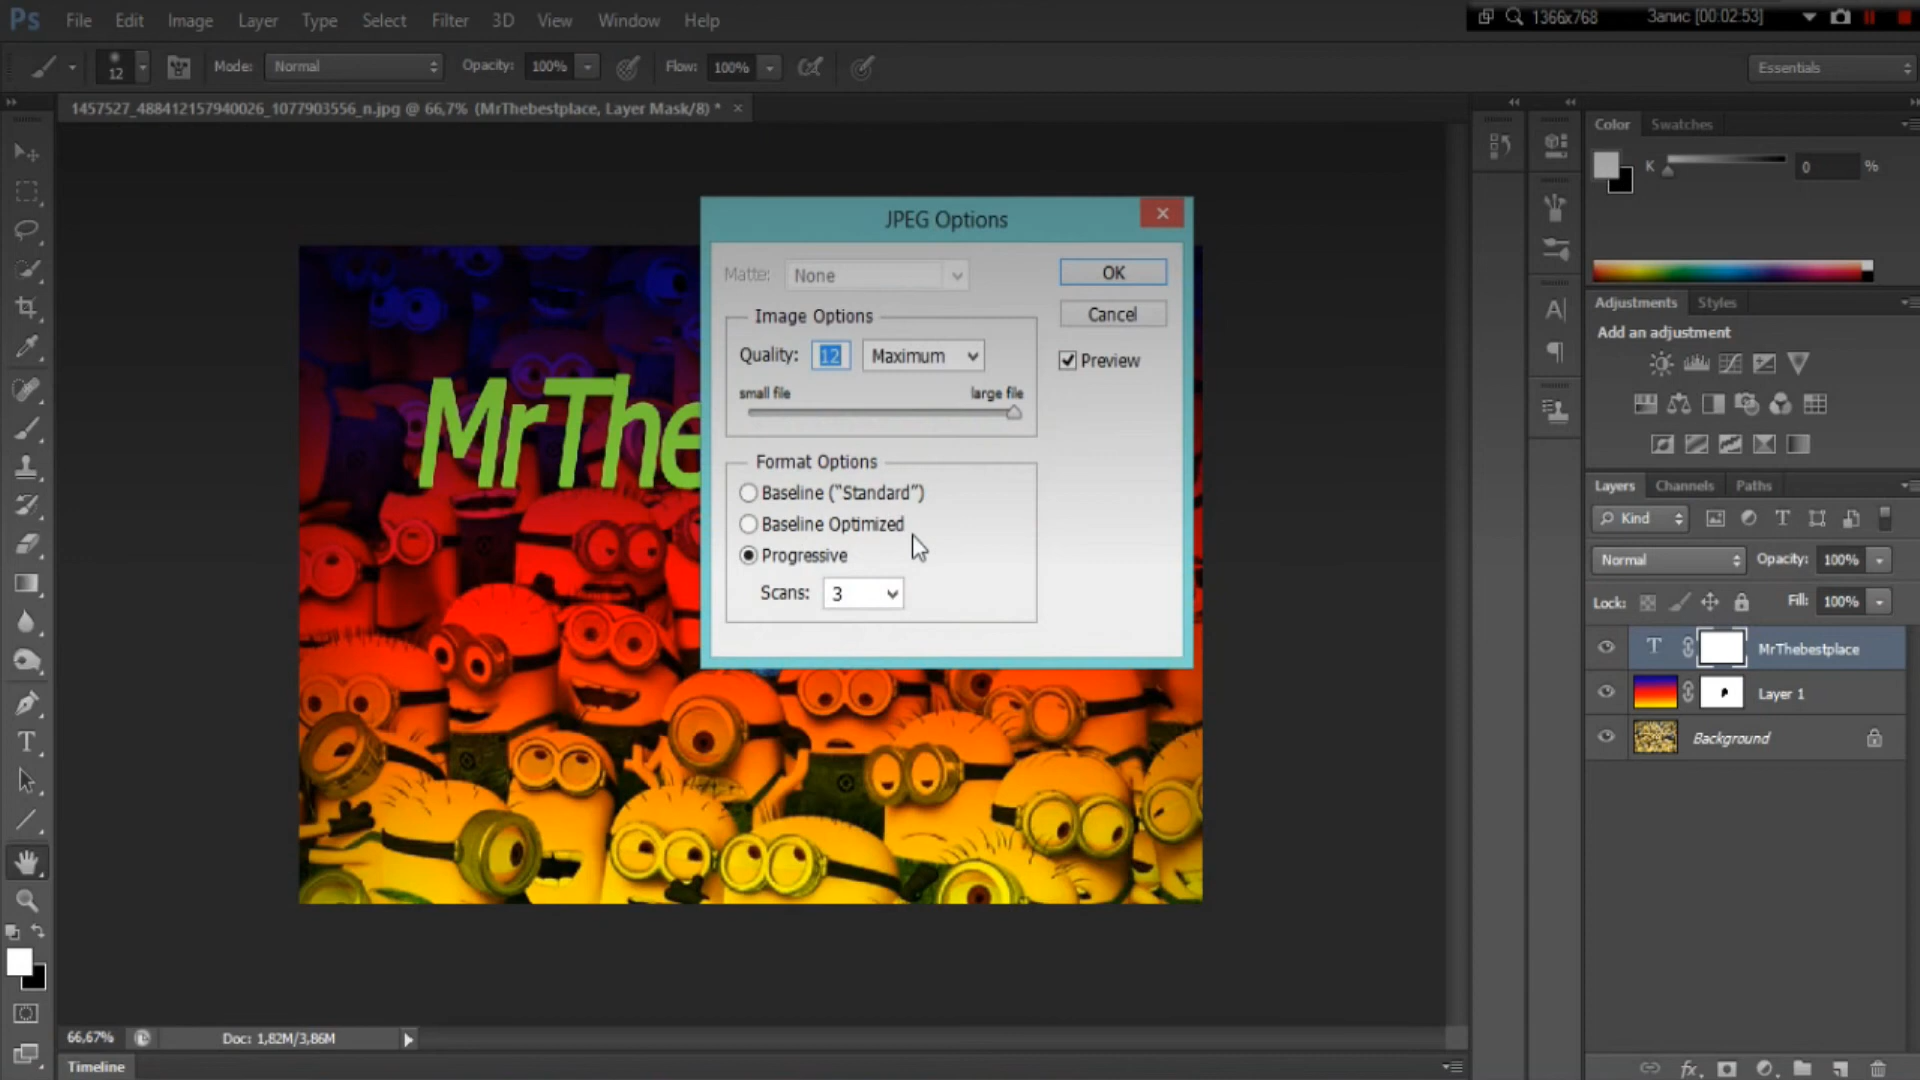 Ps File Edit Image Layer Type Select Filter 3D View Window Help
1366x768 Запис [00:02:53]
12 Mode: Normal Opacity: 100% Flow: 100% Essentials
1457527_488412157940026_1077903556_n.jpg @ 66,7% (MrThebestplace, Layer Mask/8) * ×
Color Swatches
K 0 %
JPEG Options
Matte: None OK
Image Options Cancel
Quality: 12 Maximum Preview
small file large file
Format Options
Baseline ("Standard")
Baseline Optimized
Progressive
Scans: 3
MrThe
Adjustments Styles
Add an adjustment
Layers Channels Paths
Kind
Normal Opacity: 100%
Lock: Fill: 100%
T MrThebestplace
Layer 1
Background
66,67% Doc: 1,82M/3,86M
Timeline